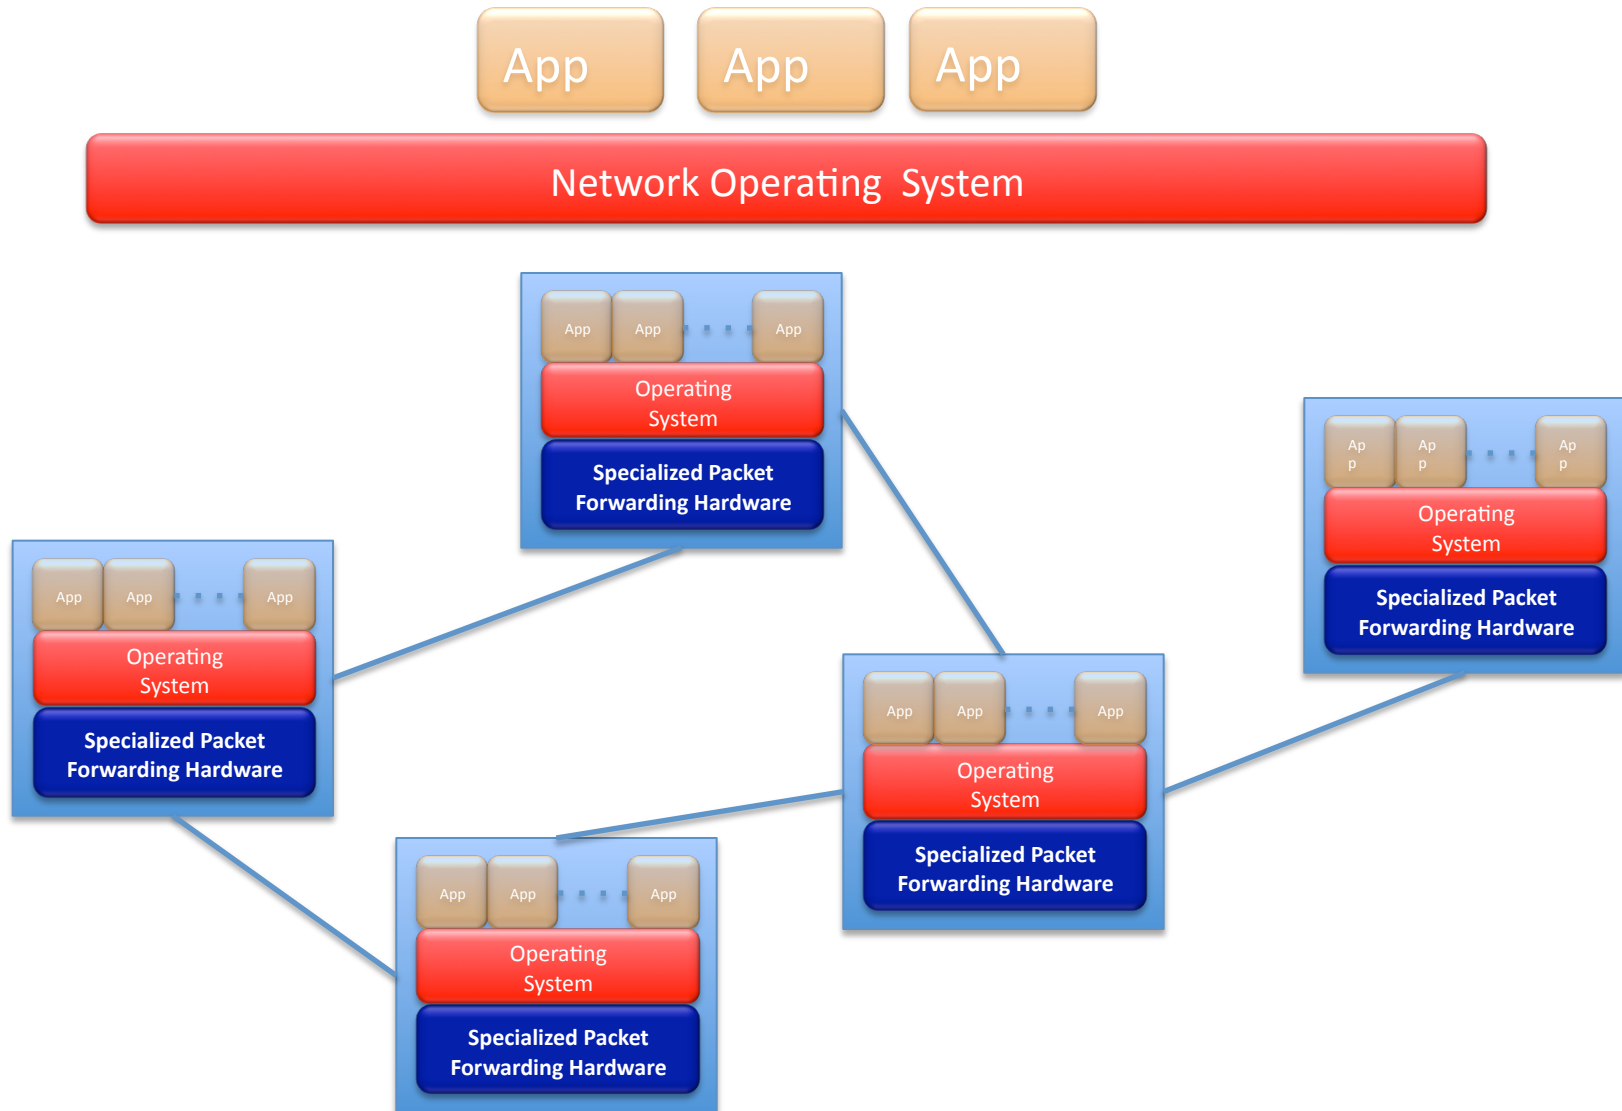 App
App
App
Network Operating  System
App
App
App
Operating
System
Specialized Packet
Forwarding Hardware
Ap
p
Ap
p
Ap
p
Operating
System
Specialized Packet
Forwarding Hardware
App
App
App
Operating
System
Specialized Packet
Forwarding Hardware
App
App
App
Operating
System
Specialized Packet
Forwarding Hardware
App
App
App
Operating
System
Specialized Packet
Forwarding Hardware